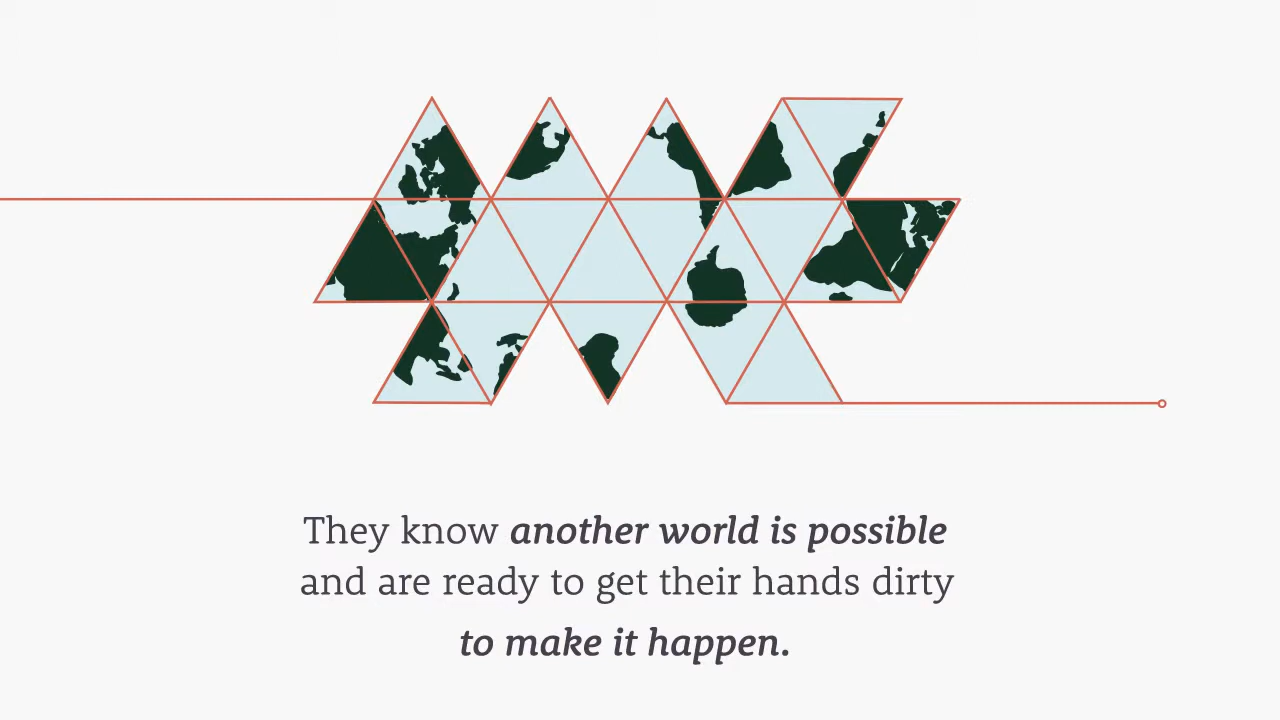 They know another world is possible
and are ready to get their hands dirty
to make it happen.